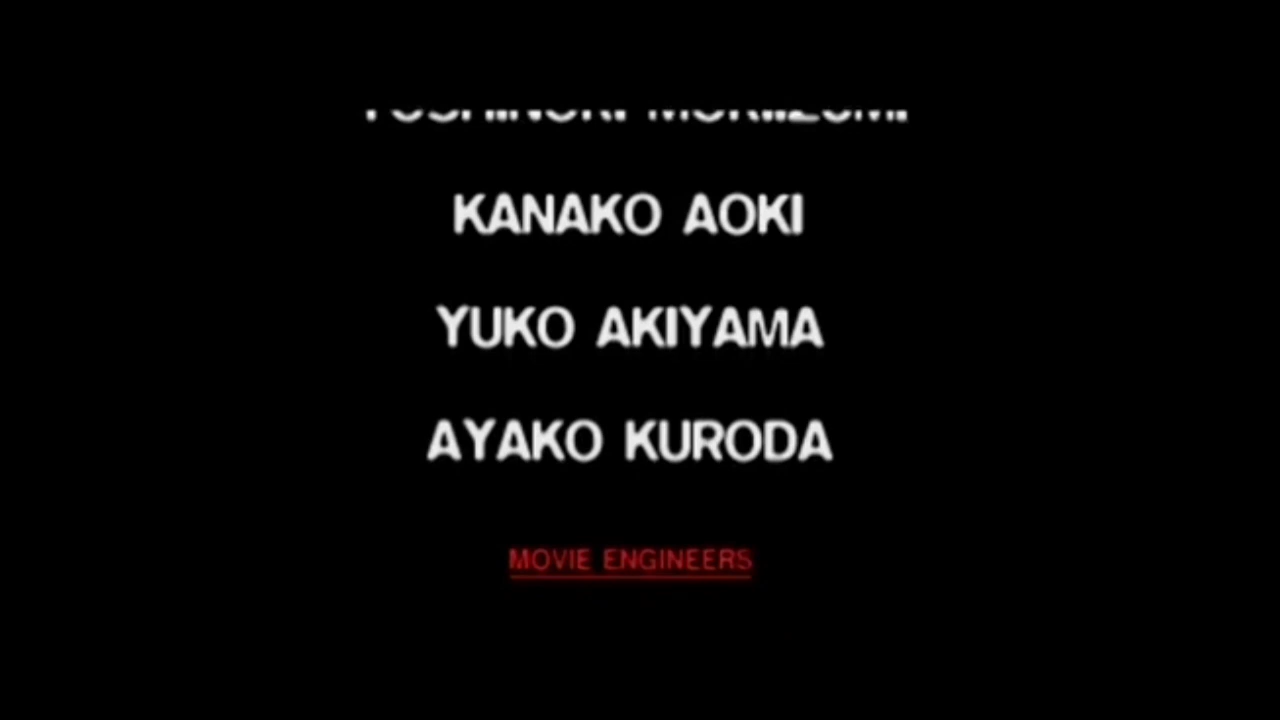 KANAKO AOKI
YUKO AKIYAMA
AYAKO KURODA
MOVIE ENGINEERS